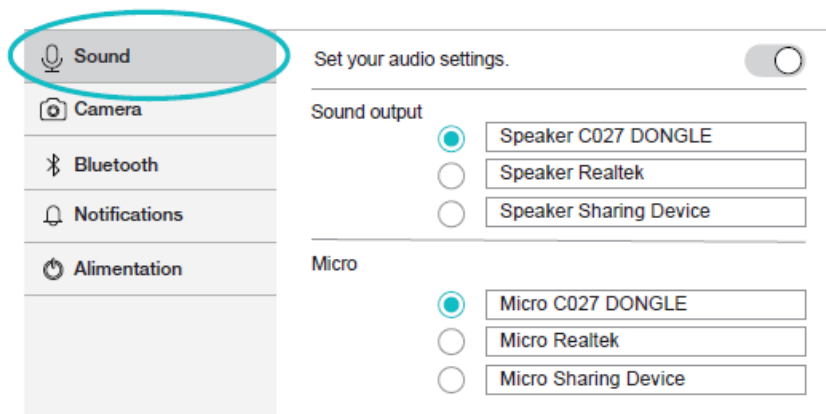 Sound
Camera
Bluetooth
Notifications
Alimentation
Set your audio settings.
Sound output
Speaker C027 DONGLE
Speaker Realtek
Speaker Sharing Device
Micro
Micro C027 DONGLE
Micro Realtek
Micro Sharing Device